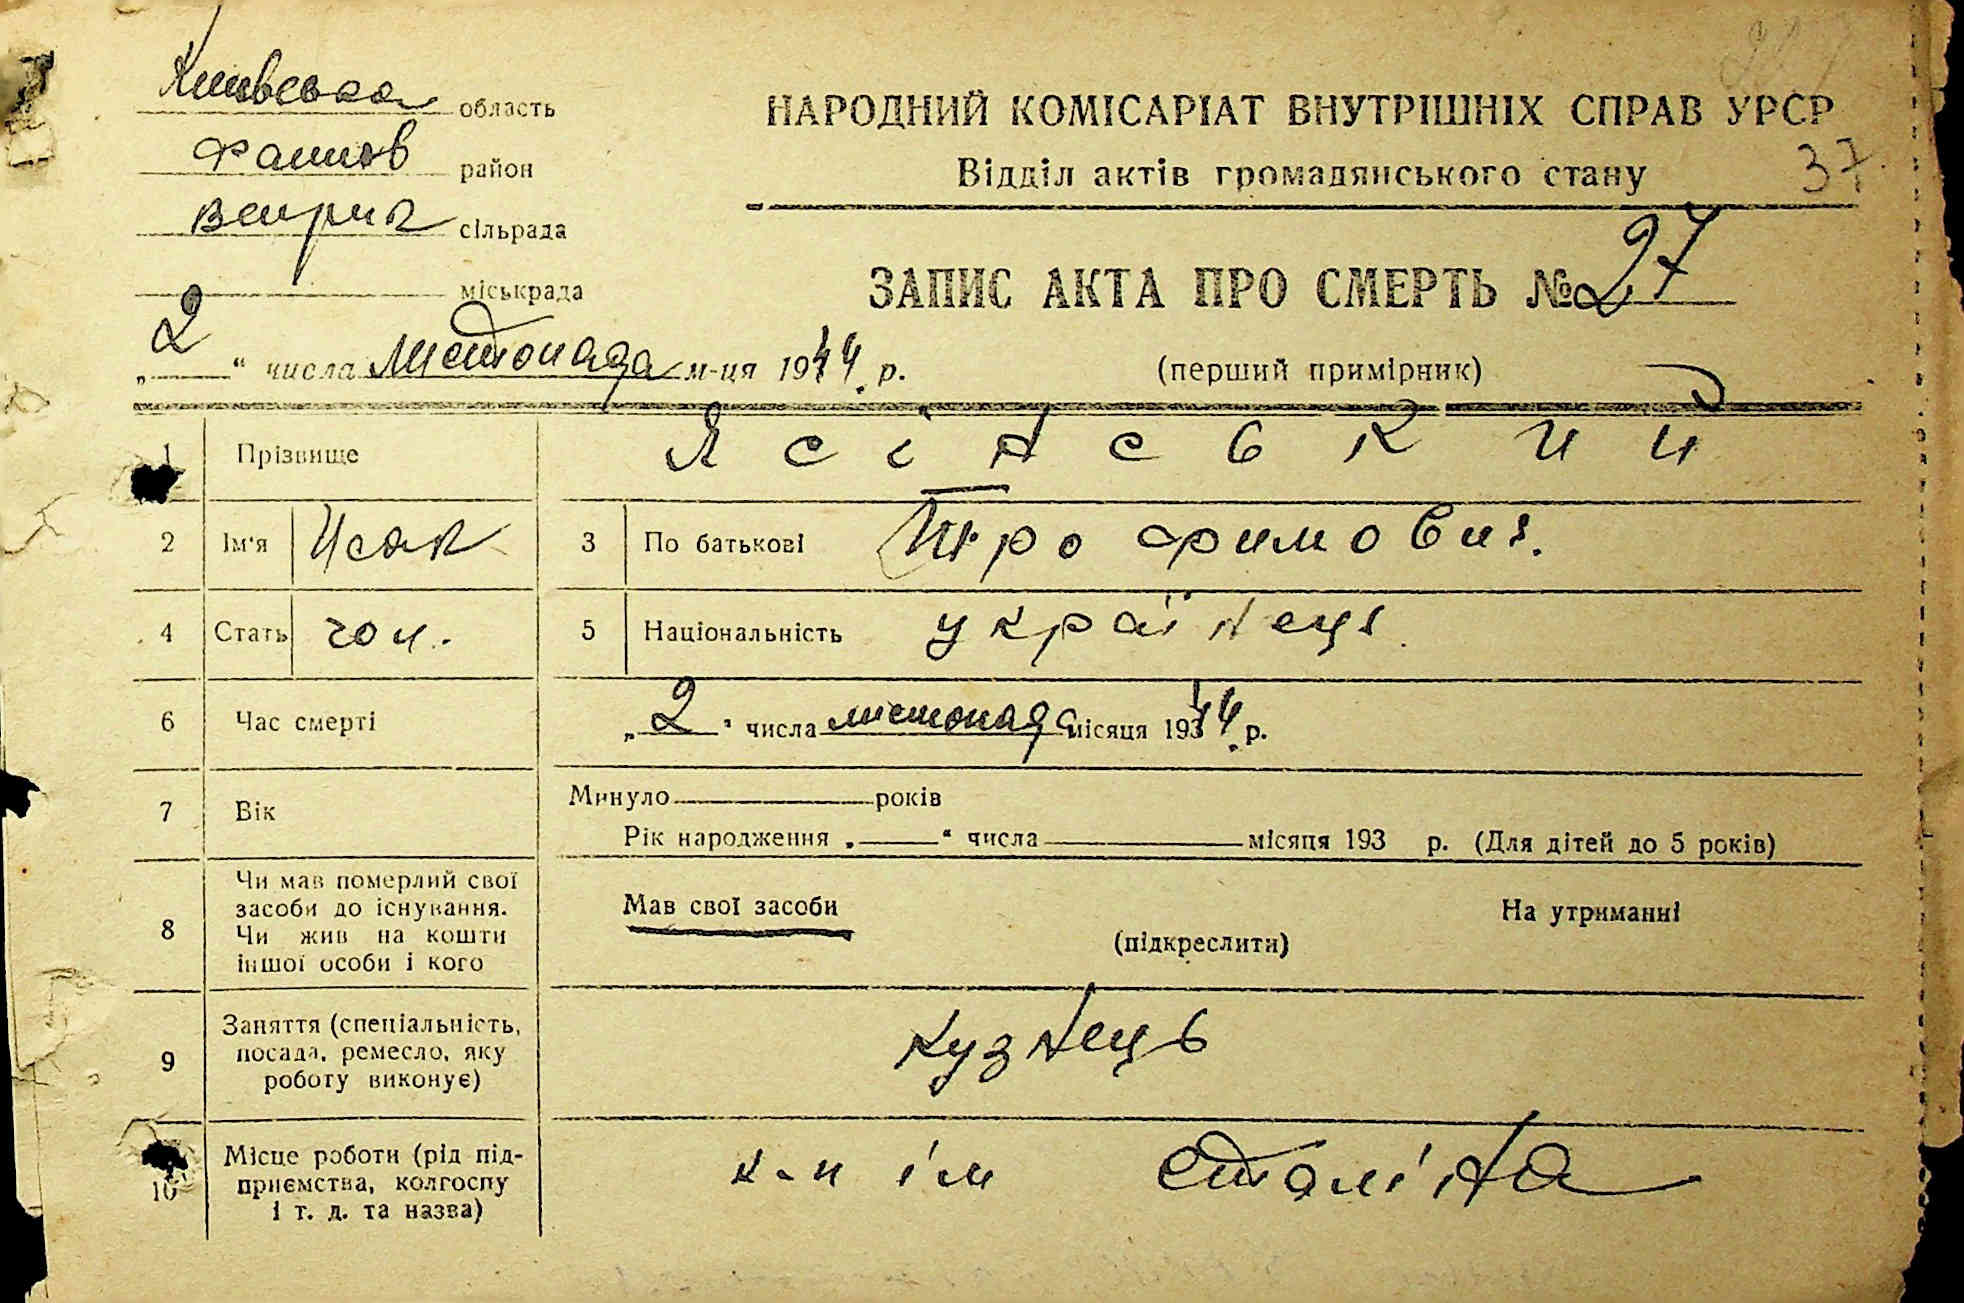 Київська область
Фастов район
Веприк сільрада
міськрада
НАРОДНИЙ КОМІСАРІАТ ВНУТРІШНІХ СПРАВ УРСР
Відділ актів громадянського стану
37.
ЗАПИС АКТА ПРО СМЕРТЬ № 27
„2“ числа листопада м-ця 1944 р.
(перший примірник)
1 Прізвище Ясінський
2 Ім'я Исак 3 По батькові Трофимович.
4 Стать чол. 5 Національність українець
6 Час смерті „2“ числа листопада місяця 1944 р.
7 Вік Минуло років
Рік народження „ “ числа місяця 193 р. (Для дітей до 5 років)
8 Чи мав померлий свої
засоби до існування.
Чи жив на кошти
іншої особи і кого
Мав свої засоби
(підкреслити)
На утриманні
9 Заняття (спеціальність,
посада, ремесло, яку
роботу виконує)
кузнець
10 Місце роботи (рід під-
приємства, колгоспу
і т. д. та назва)
к-п ім Сталіна